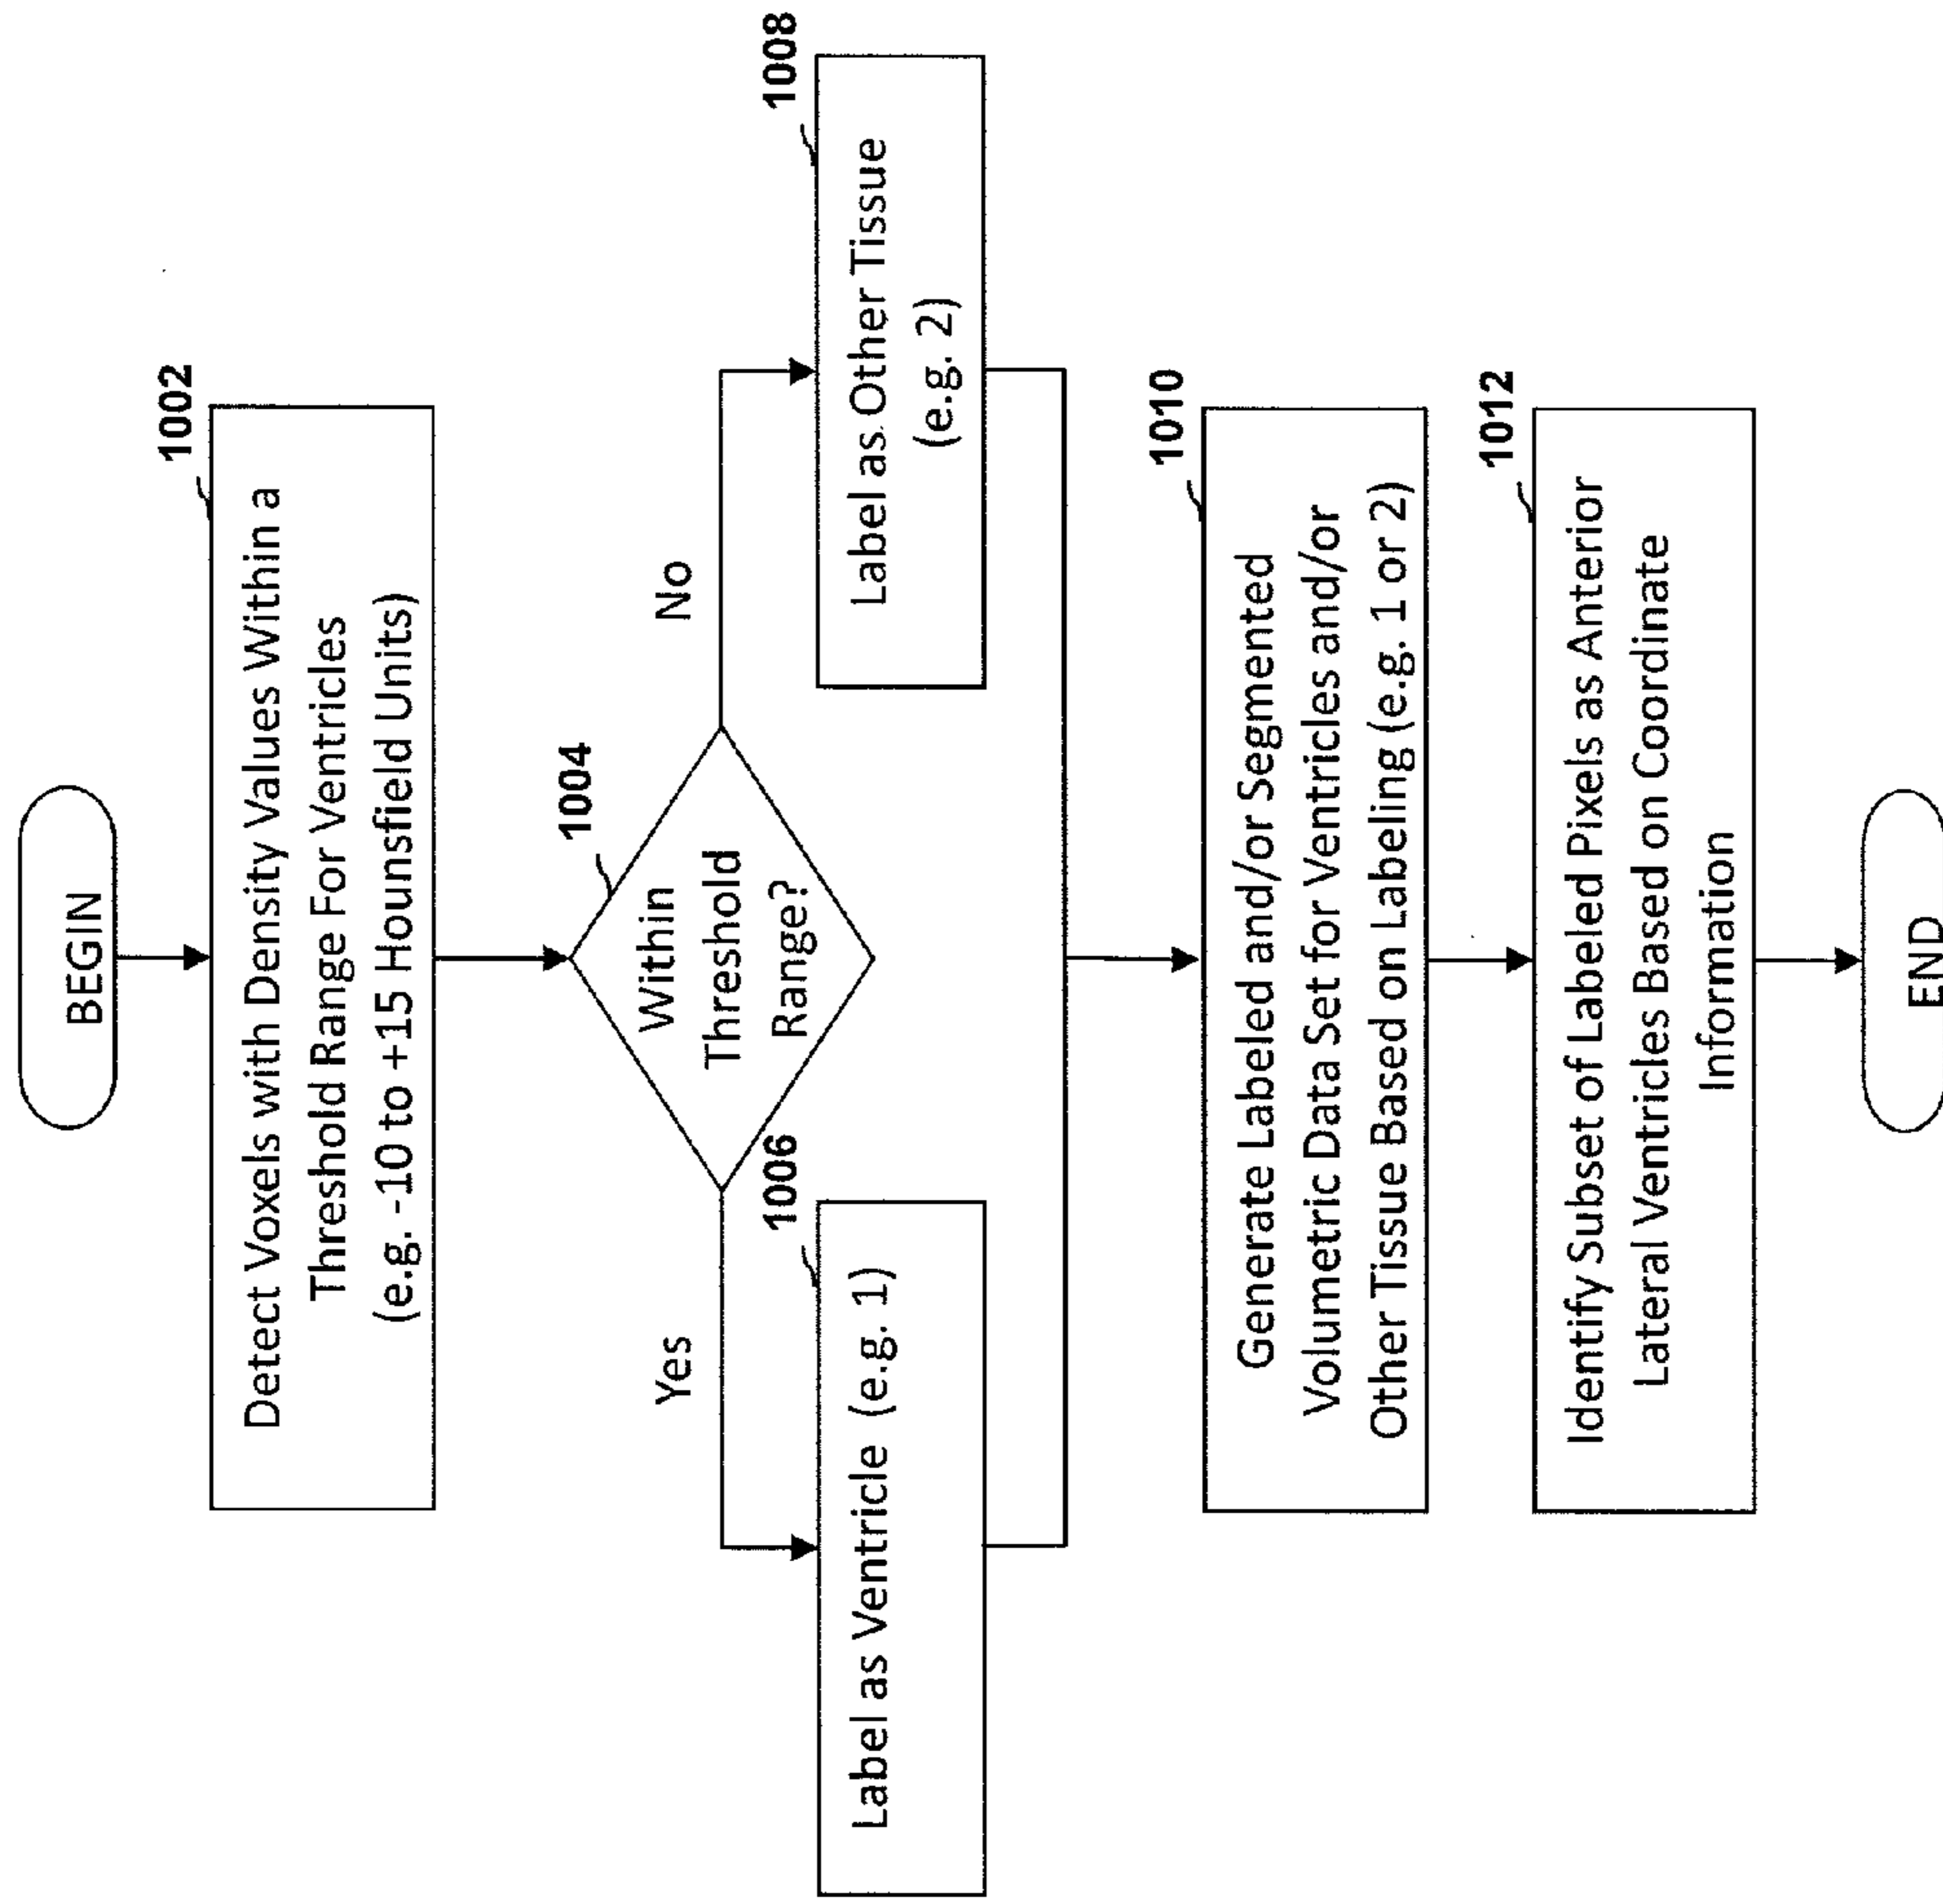 BEGIN
1002
Detect Voxels with Density Values Within a
Threshold Range For Ventricles
(e.g. -10 to +15 Hounsfield Units)
1004
Within
Threshold
Range?
Yes
No
1006
Label as Ventricle (e.g. 1)
1008
Label as Other Tissue
(e.g. 2)
1010
Generate Labeled and/or Segmented
Volumetric Data Set for Ventricles and/or
Other Tissue Based on Labeling (e.g. 1 or 2)
1012
Identify Subset of Labeled Pixels as Anterior
Lateral Ventricles Based on Coordinate
Information
END